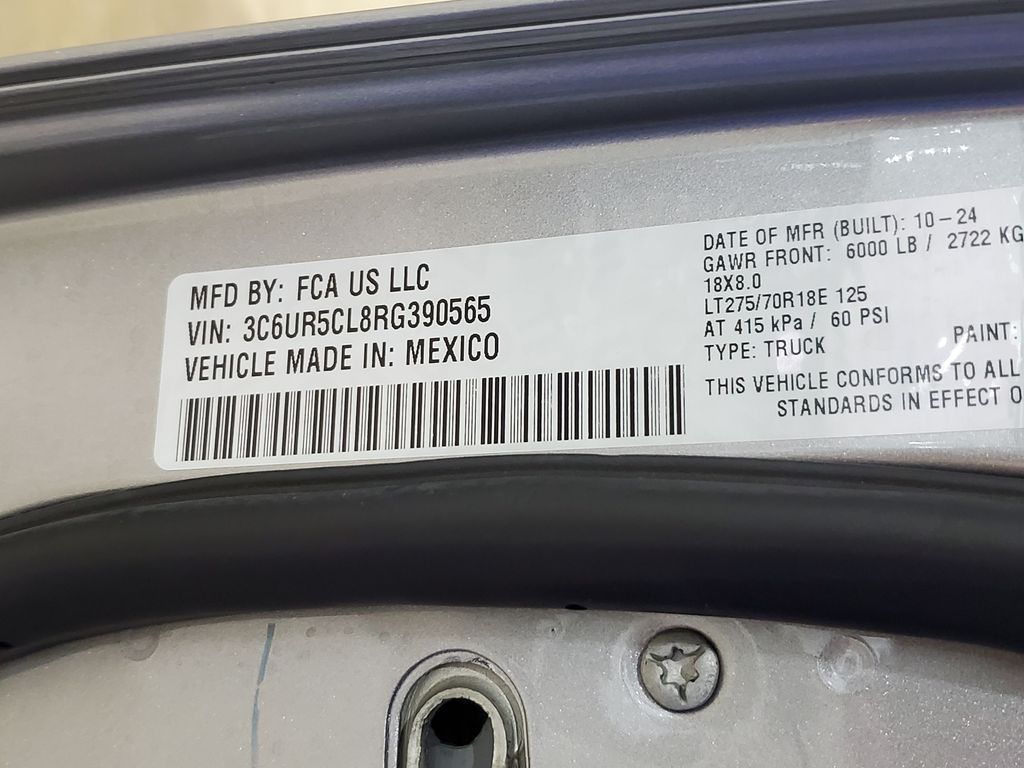 MFD BY: FCA US LLC
VIN: 3C6UR5CL8RG390565
VEHICLE MADE IN: MEXICO
DATE OF MFR (BUILT): 10-24
GAWR FRONT: 6000 LB / 2722 KG
18X8.0
LT275/70R18E 125
AT 415 kPa / 60 PSI
TYPE: TRUCK PAINT:
THIS VEHICLE CONFORMS TO ALL
STANDARDS IN EFFECT O